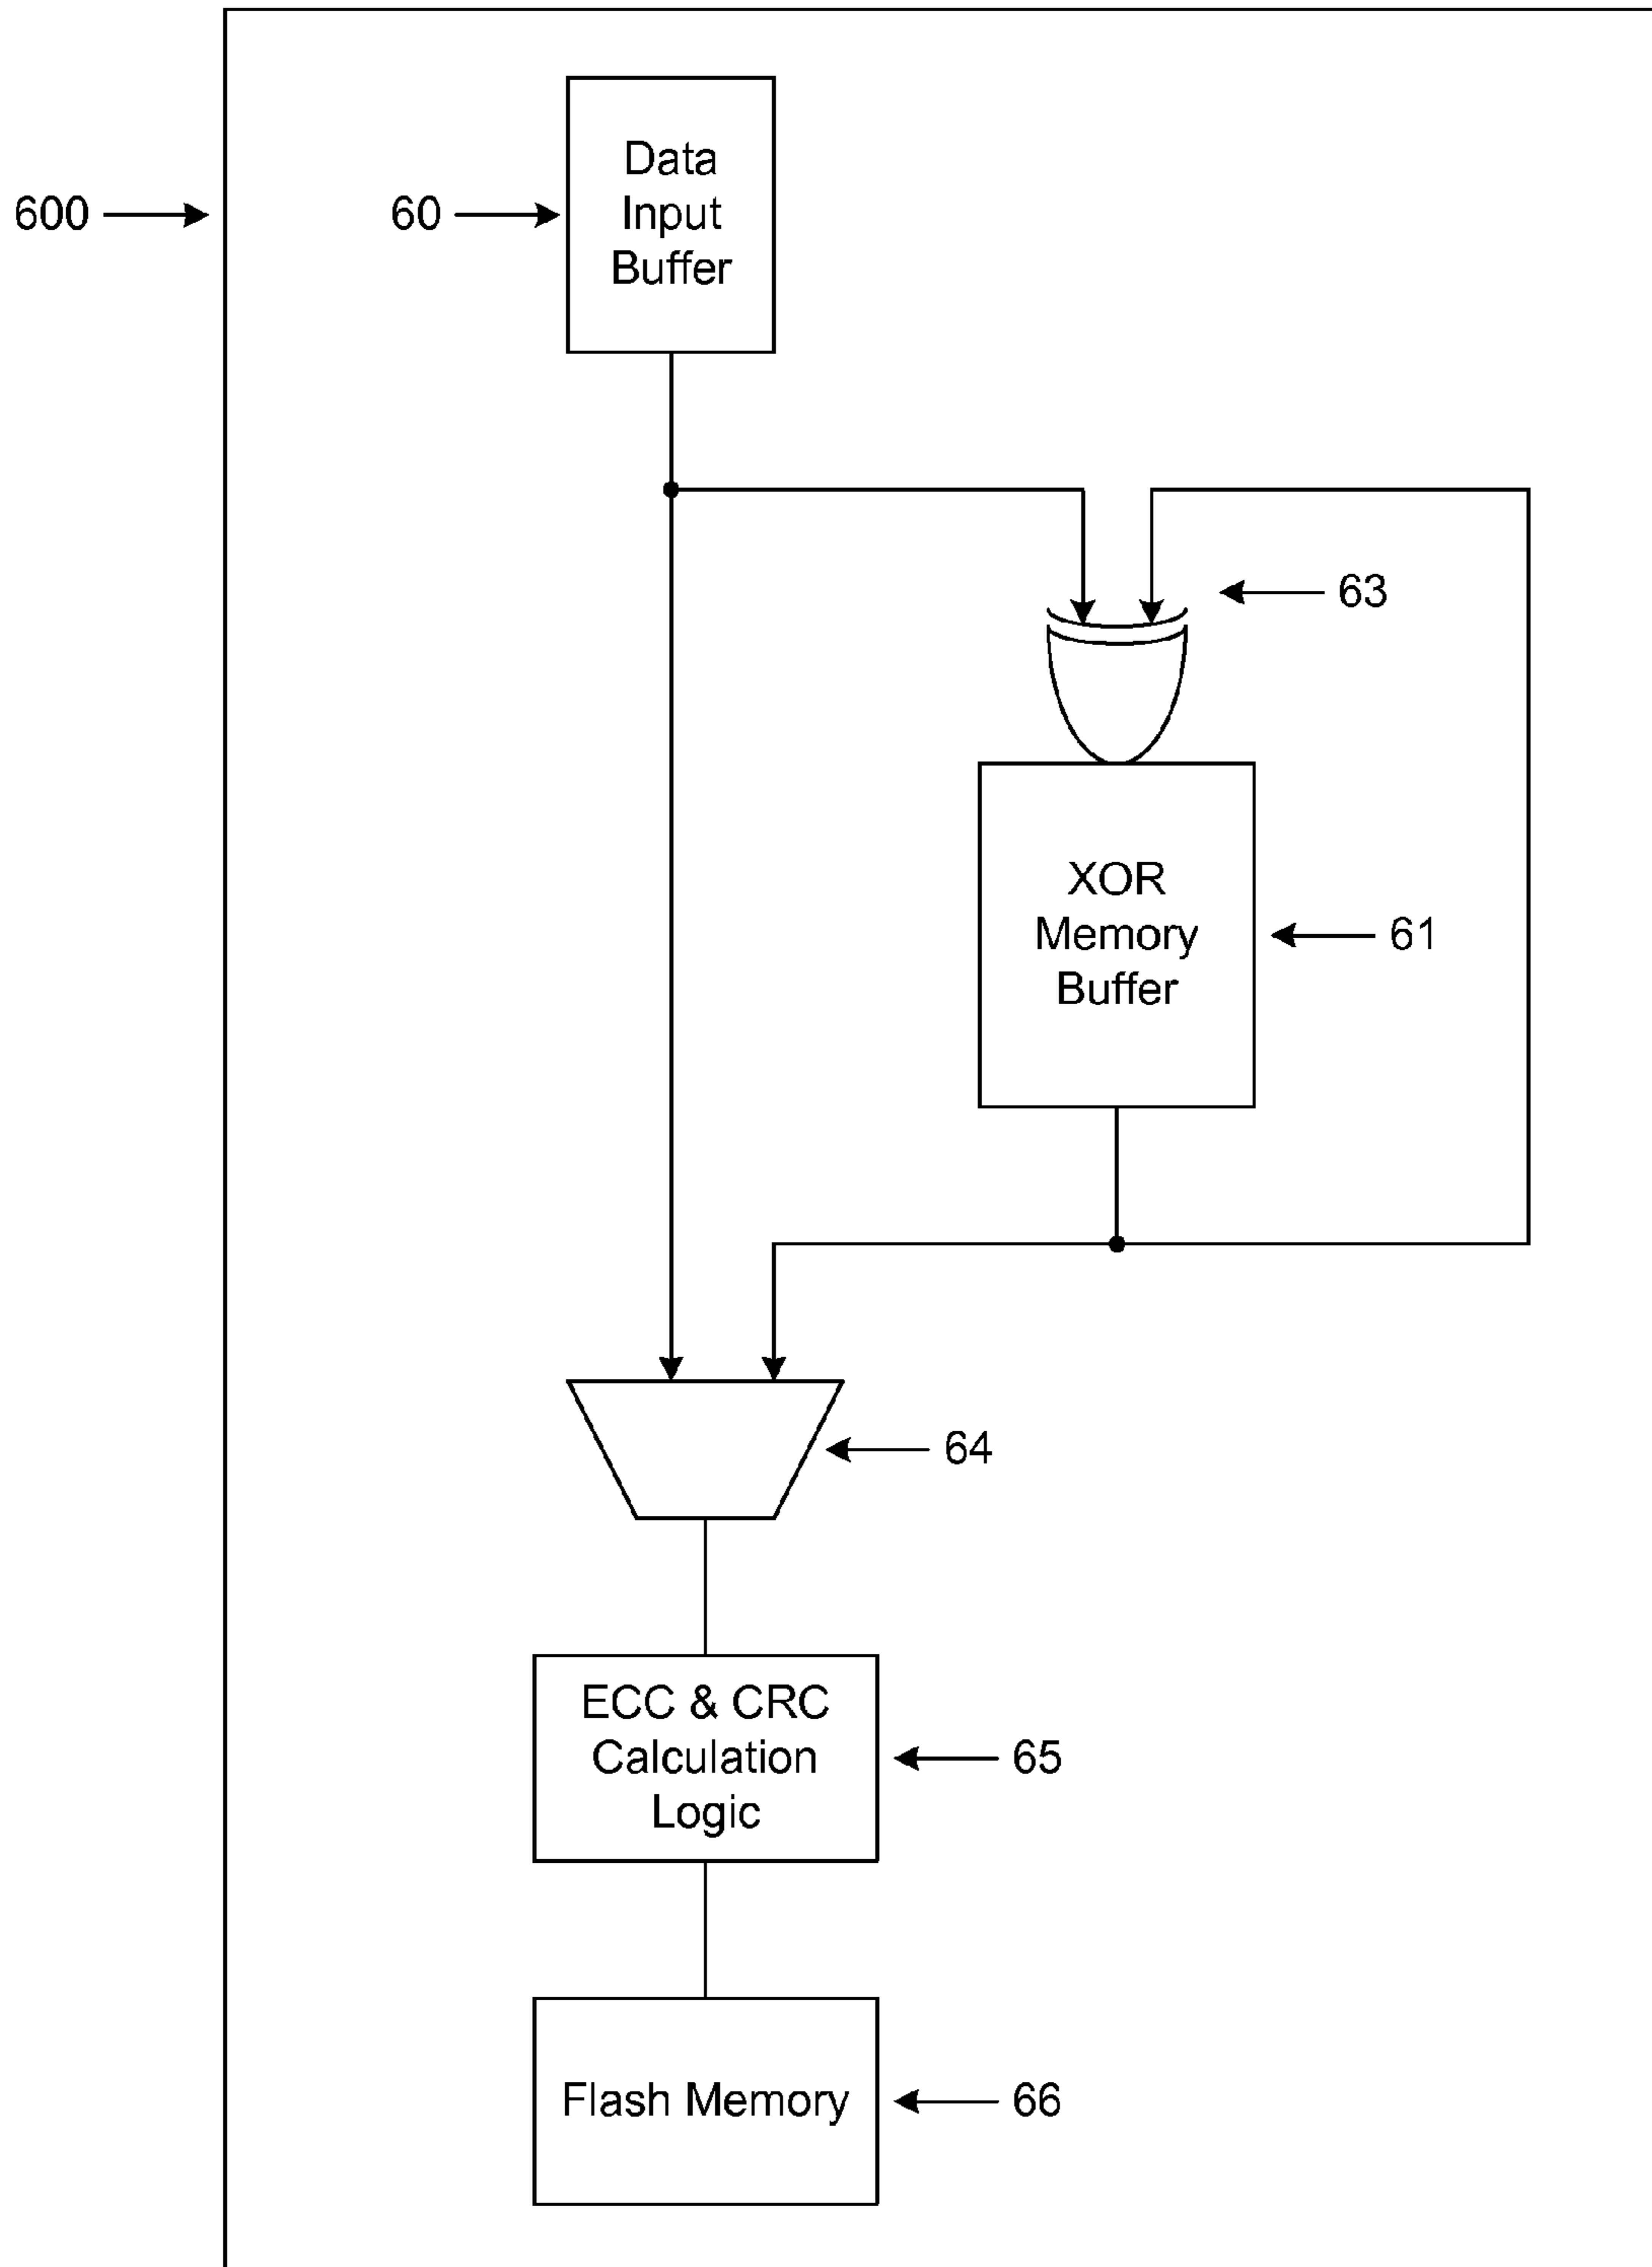 Data
Input
Buffer
600
60
63
XOR
Memory
Buffer
61
64
ECC & CRC
Calculation
Logic
65
Flash Memory
66